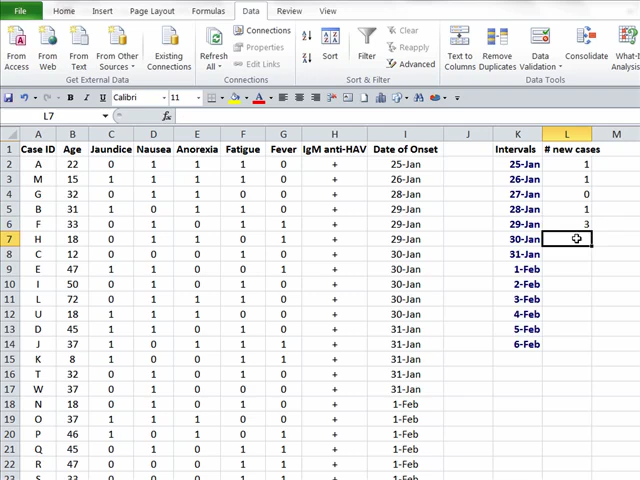 File Home Insert Page Layout Formulas Data Review View
From Access From Web From Text From Other Sources Existing Connections Refresh All Connections Properties Edit Links Sort Filter Clear Reapply Advanced Text to Columns Remove Duplicates Data Validation Consolidate What-I Analys
Get External Data Connections Sort & Filter Data Tools
Calibri 11
L7 fx
A B C D E F G H I J K L M
1 Case ID Age Jaundice Nausea Anorexia Fatigue Fever IgM anti-HAV Date of Onset Intervals # new cases
2 A 22 0 1 1 1 0 + 25-Jan 25-Jan 1
3 M 15 1 1 1 1 0 + 26-Jan 26-Jan 1
4 G 32 0 1 1 1 0 + 28-Jan 27-Jan 0
5 B 31 1 0 1 1 0 + 29-Jan 28-Jan 1
6 F 33 0 1 0 1 1 + 29-Jan 29-Jan 3
7 H 18 0 1 1 0 1 + 29-Jan 30-Jan
8 C 12 0 0 0 1 0 + 30-Jan 31-Jan
9 E 47 1 0 1 1 0 + 30-Jan 1-Feb
10 I 50 0 1 1 1 0 + 30-Jan 2-Feb
11 L 72 0 1 1 1 0 + 30-Jan 3-Feb
12 U 18 1 1 1 0 0 + 30-Jan 4-Feb
13 D 45 1 1 1 1 0 + 31-Jan 5-Feb
14 J 37 1 0 1 1 1 + 31-Jan 6-Feb
15 K 8 1 1 0 1 0 + 31-Jan
16 T 32 1 0 1 1 0 + 31-Jan
17 W 37 0 1 1 1 0 + 31-Jan
18 N 18 0 1 1 1 0 + 1-Feb
19 O 37 1 1 1 0 0 + 1-Feb
20 P 46 1 0 1 0 1 + 1-Feb
21 Q 45 0 1 1 1 0 + 1-Feb
22 R 47 0 1 0 1 0 + 1-Feb